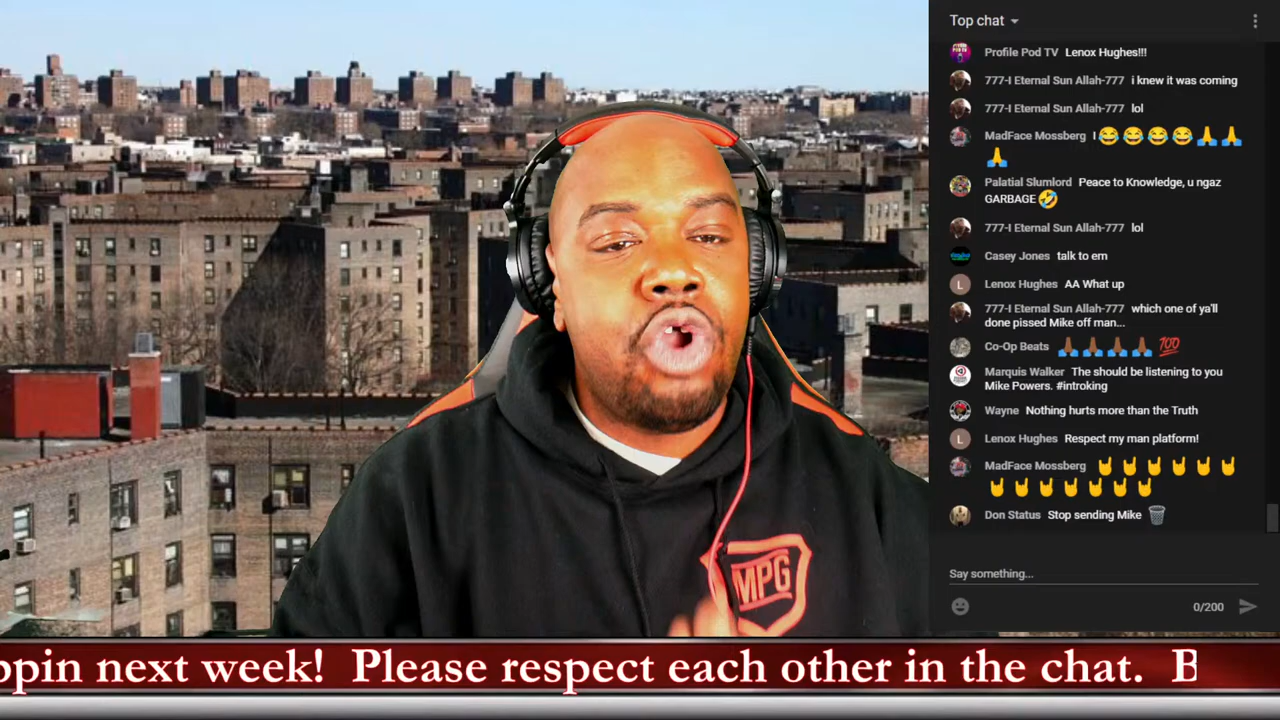 Top chat
Profile Pod TV Lenox Hughes!!!
777-I Eternal Sun Allah-777 i knew it was coming
777-I Eternal Sun Allah-777 lol
MadFace Mossberg I 😂😂😂😂🙏🙏
🙏
Palatial Slumlord Peace to Knowledge, u ngaz
GARBAGE 🤣
777-I Eternal Sun Allah-777 lol
Casey Jones talk to em
L Lenox Hughes AA What up
777-I Eternal Sun Allah-777 which one of ya'll
done pissed Mike off man...
Co-Op Beats 🙏🏾🙏🏾🙏🏾🙏🏾 💯
Marquis Walker The should be listening to you
Mike Powers. #introking
Wayne Nothing hurts more than the Truth
L Lenox Hughes Respect my man platform!
MadFace Mossberg 🤘🤘🤘🤘🤘🤘
🤘🤘🤘🤘🤘🤘🤘
Don Status Stop sending Mike 🗑️
Say something...
0/200
MPG
ppin next week! Please respect each other in the chat. B